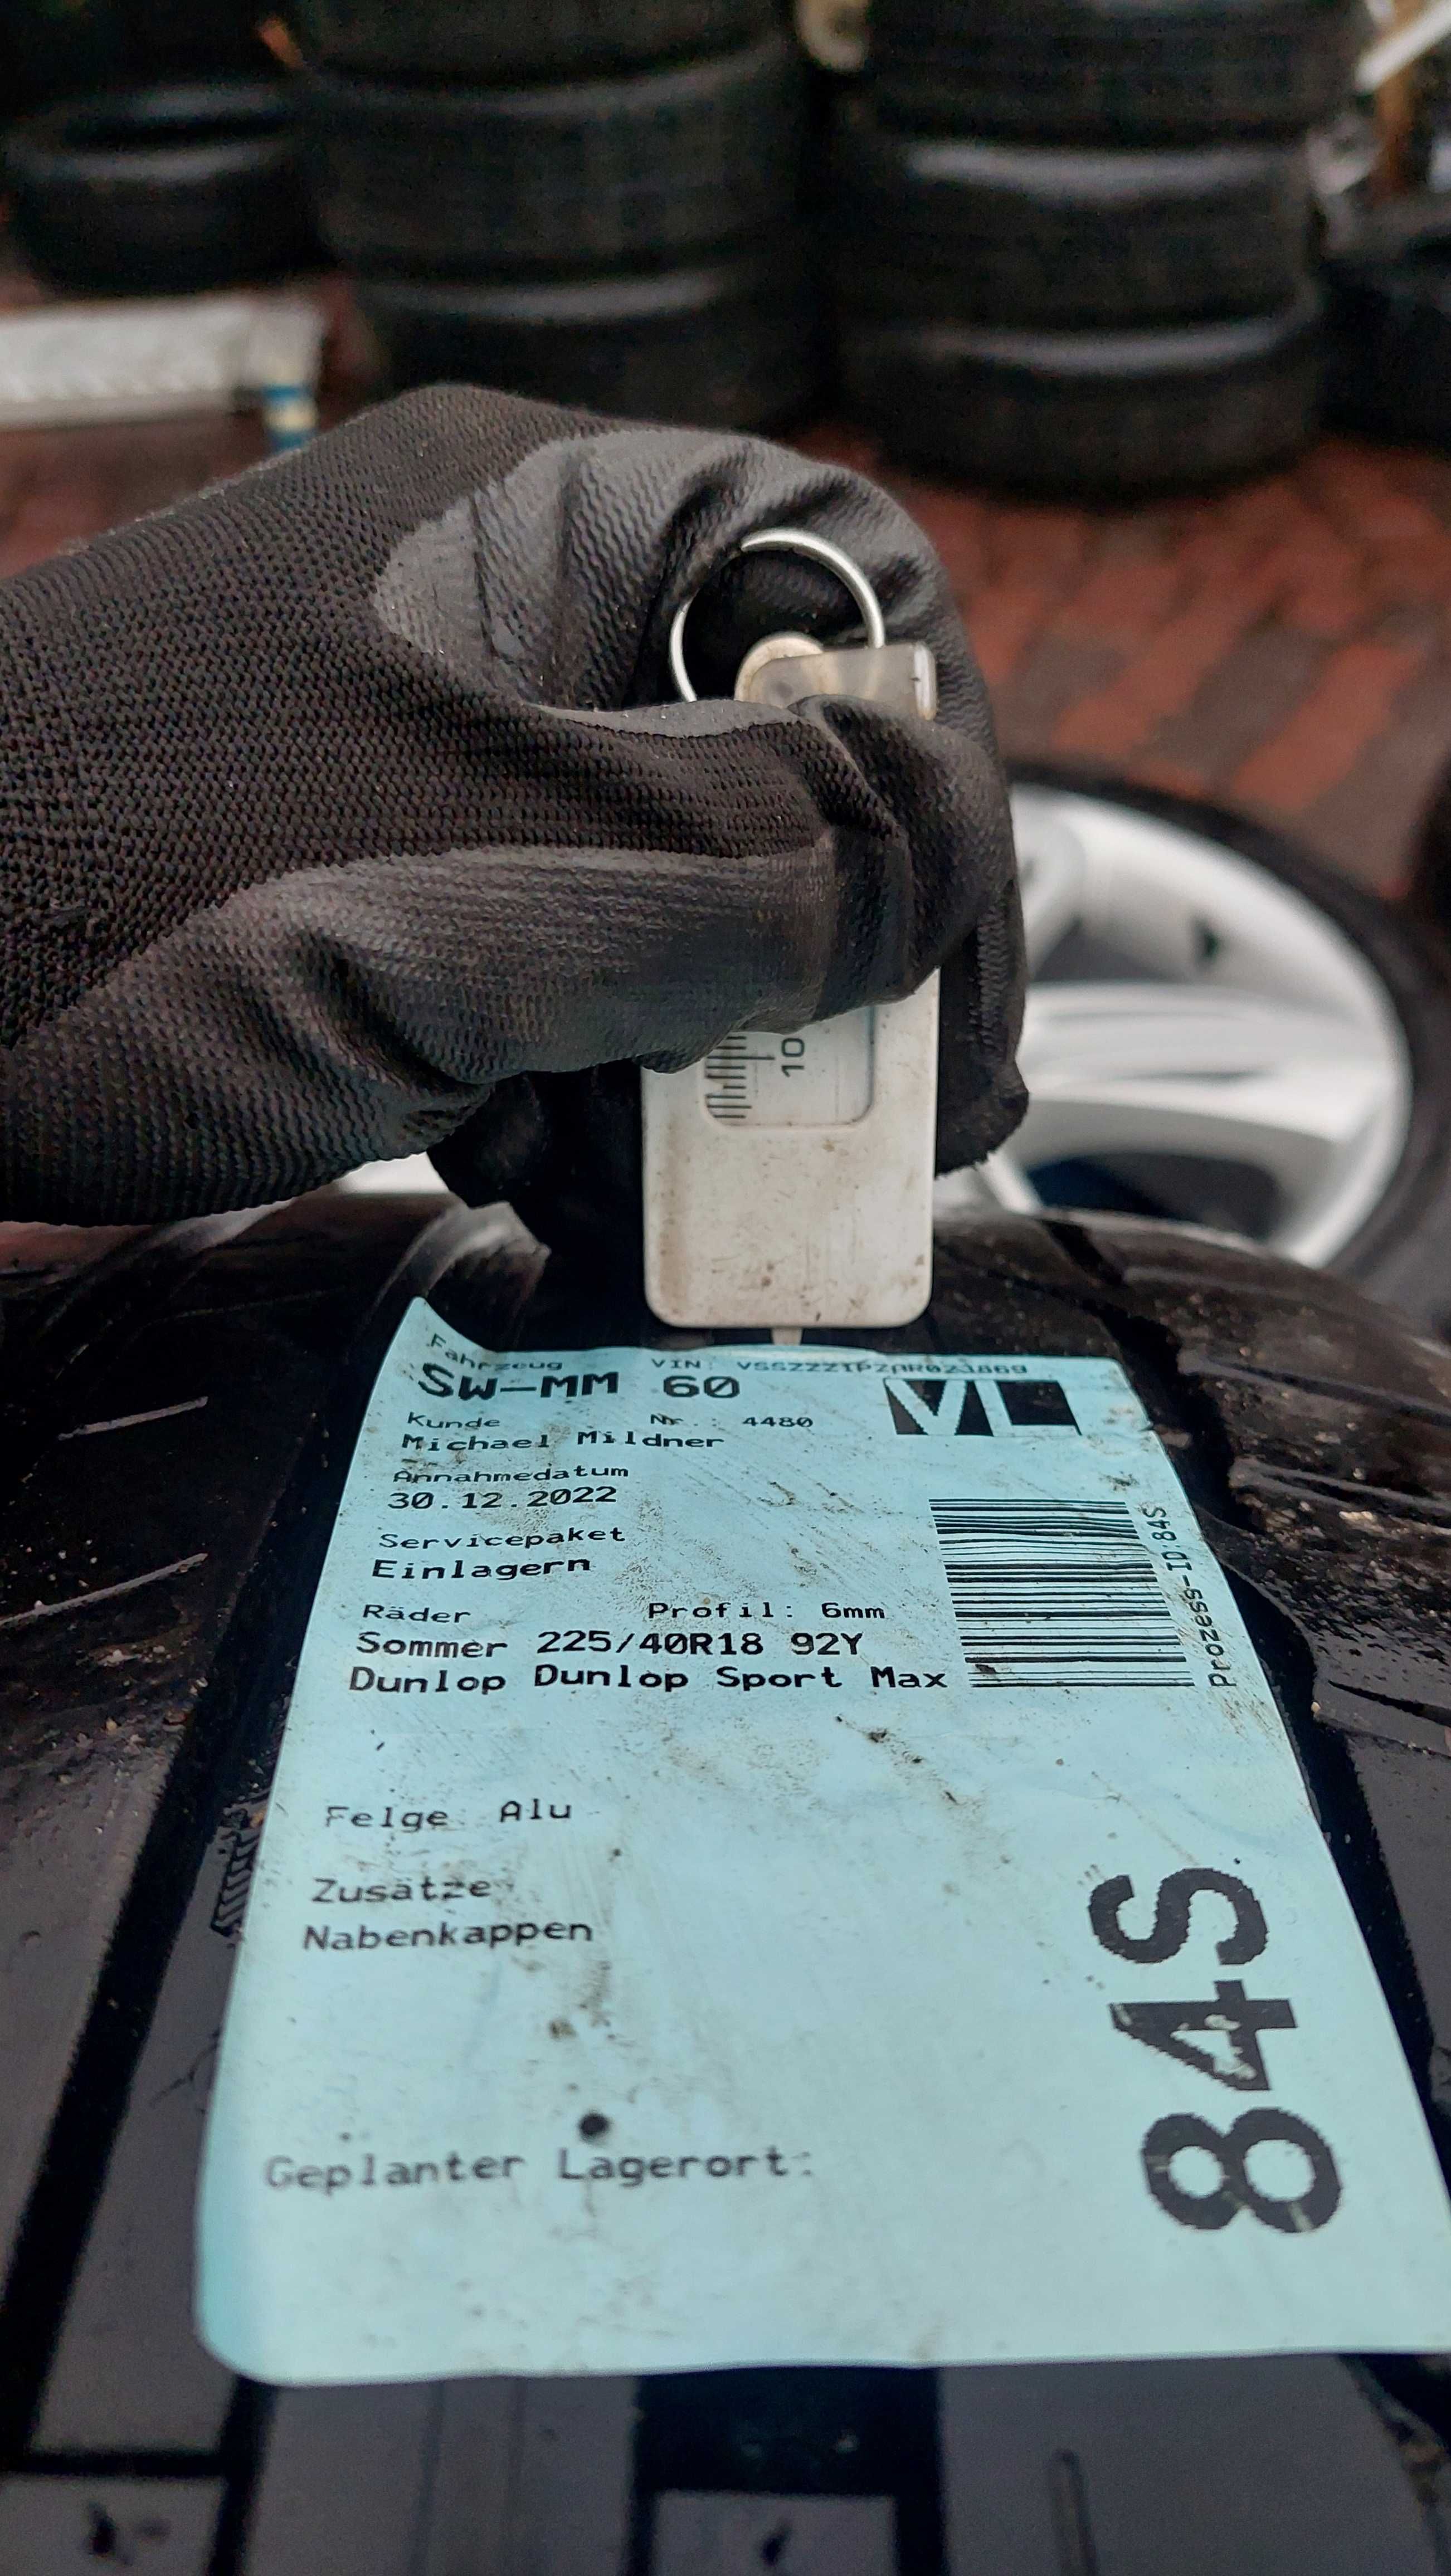 10
Fahrzeug VIN:
SW-MM 60
VL
Kunde Nr.: 4480
Michael Mildner
Annahmedatum
30.12.2022
Servicepaket
Einlagern
Räder Profil: 6mm
Sommer 225/40R18 92Y
Dunlop Dunlop Sport Max
Prozess-ID:84S
Felge Alu
Zusätze
Nabenkappen
84S
Geplanter Lagerort: